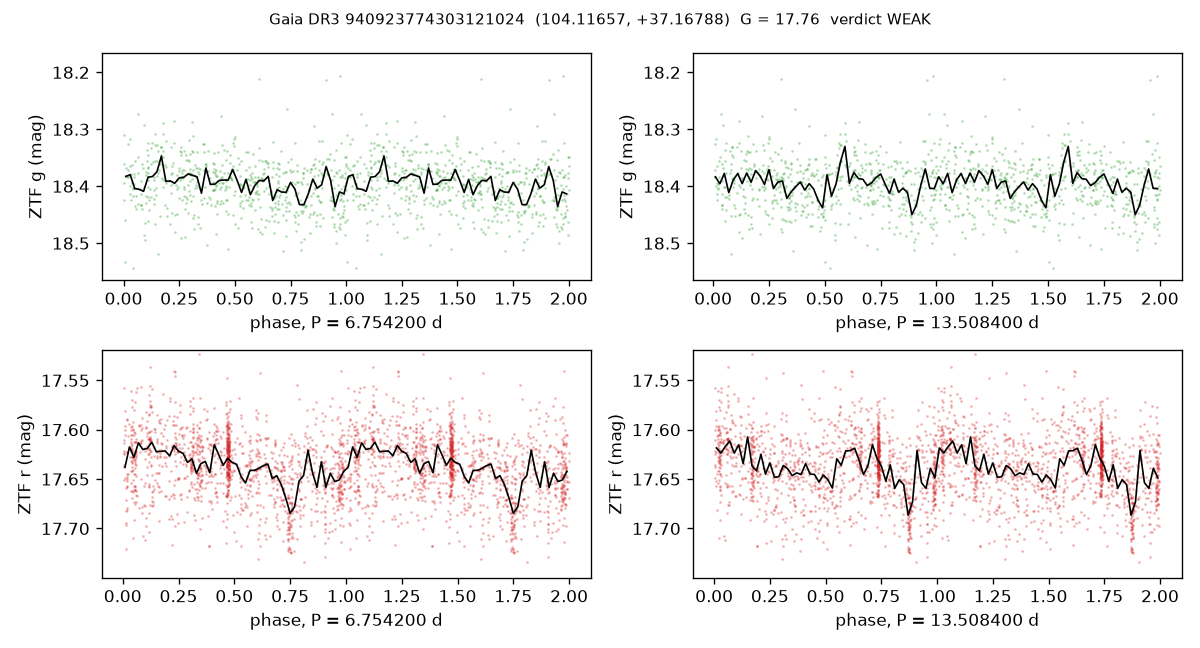 Gaia DR3 940923774303121024 (104.11657, +37.16788) G = 17.76 verdict WEAK
ZTF g (mag)
18.2
18.3
18.4
18.5
0.00 0.25 0.50 0.75 1.00 1.25 1.50 1.75 2.00
phase, P = 6.754200 d
ZTF g (mag)
18.2
18.3
18.4
18.5
0.00 0.25 0.50 0.75 1.00 1.25 1.50 1.75 2.00
phase, P = 13.508400 d
ZTF r (mag)
17.55
17.60
17.65
17.70
0.00 0.25 0.50 0.75 1.00 1.25 1.50 1.75 2.00
phase, P = 6.754200 d
ZTF r (mag)
17.55
17.60
17.65
17.70
0.00 0.25 0.50 0.75 1.00 1.25 1.50 1.75 2.00
phase, P = 13.508400 d